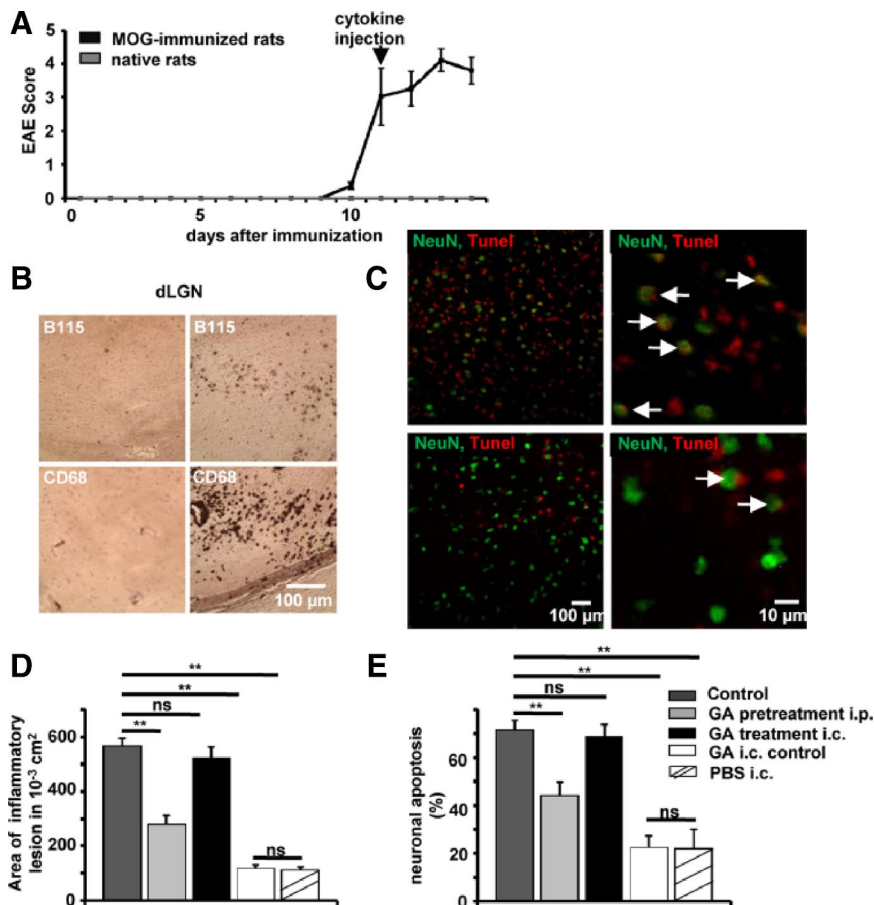 A
MOG-immunized rats
native rats
cytokine
injection
EAE Score
5
4
3
2
1
0
0
5
10
days after immunization
B
dLGN
B115
B115
CD68
CD68
100 µm
C
NeuN, Tunel
NeuN, Tunel
NeuN, Tunel
NeuN, Tunel
100 µm
10 µm
D
**
**
ns
**
ns
Area of inflammatory
lesion in 10⁻³ cm²
600
400
200
0
E
**
**
ns
**
ns
neuronal apoptosis
(%)
60
40
20
0
Control
GA pretreatment i.p.
GA treatment i.c.
GA i.c. control
PBS i.c.